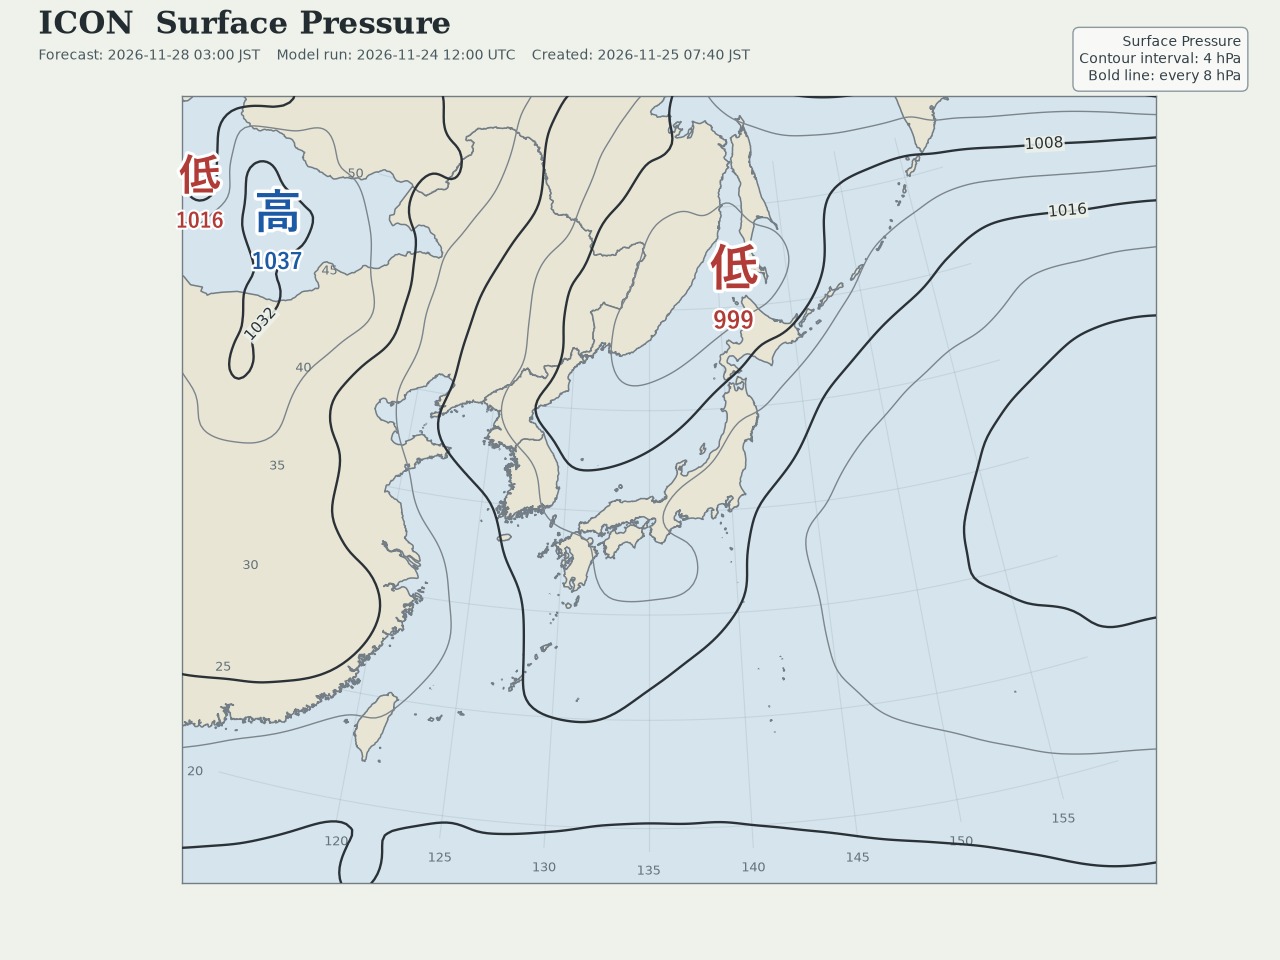 ICON  Surface Pressure
Forecast: 2026-11-28 03:00 JST    Model run: 2026-11-24 12:00 UTC    Created: 2026-11-25 07:40 JST
Surface Pressure
Contour interval: 4 hPa
Bold line: every 8 hPa
1008
低
50
1016
高
1016
1037
45
低
999
1032
40
35
30
25
20
120
125
130
135
140
145
150
155